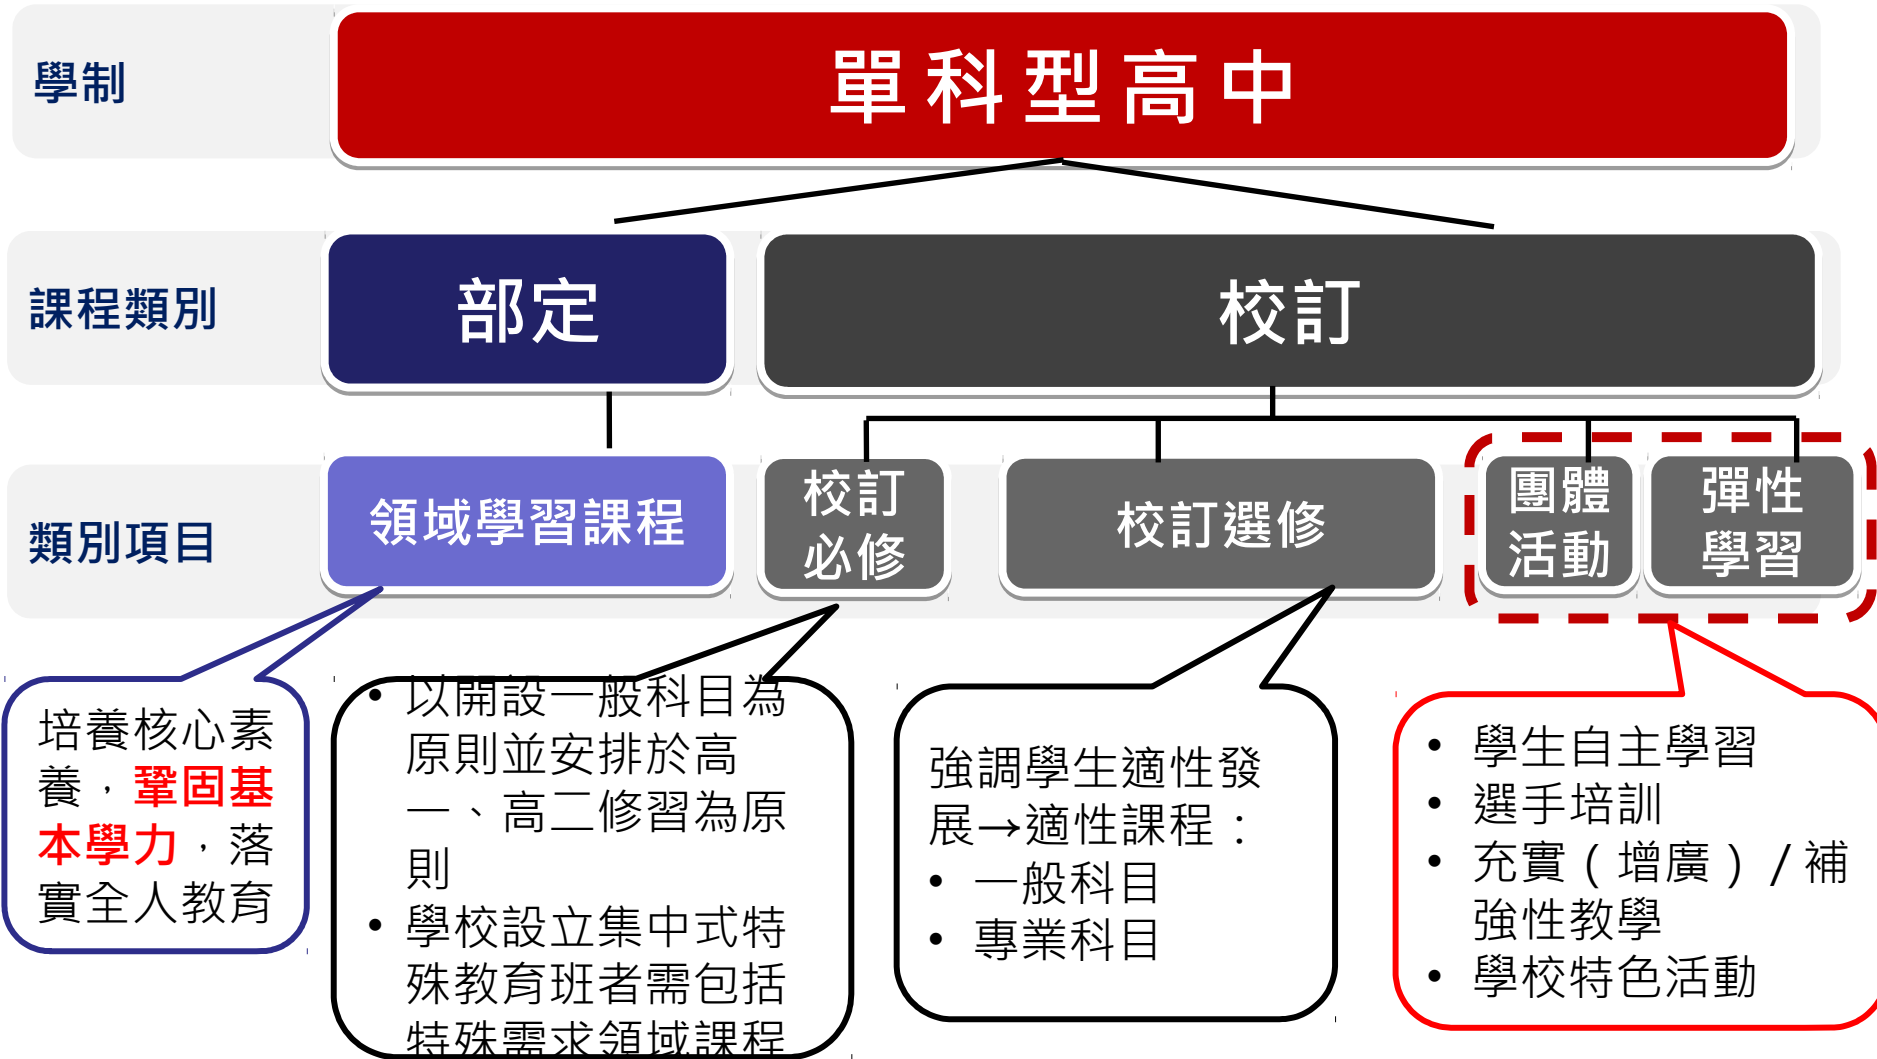 學制
單科型高中
課程類別
部定
校訂
類別項目
領域學習課程
校訂
必修
校訂選修
團體
活動
彈性
學習
培養核心素
養，鞏固基
本學力，落
實全人教育
• 以開設一般科目為
原則並安排於高
一、高二修習為原
則
• 學校設立集中式特
殊教育班者需包括
特殊需求領域課程
強調學生適性發
展→適性課程：
• 一般科目
• 專業科目
• 學生自主學習
• 選手培訓
• 充實(增廣)/補
強性教學
• 學校特色活動